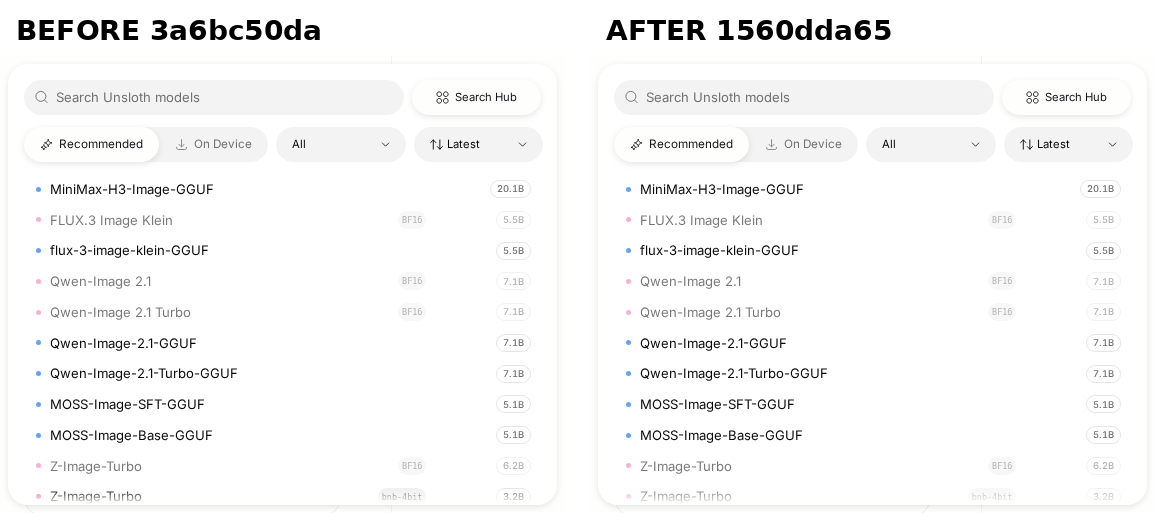 BEFORE 3a6bc50da
Search Unsloth models
Search Hub
Recommended
On Device
All
Latest
MiniMax-H3-Image-GGUF 20.1B
FLUX.3 Image Klein BF16 5.5B
flux-3-image-klein-GGUF 5.5B
Qwen-Image 2.1 BF16 7.1B
Qwen-Image 2.1 Turbo BF16 7.1B
Qwen-Image-2.1-GGUF 7.1B
Qwen-Image-2.1-Turbo-GGUF 7.1B
MOSS-Image-SFT-GGUF 5.1B
MOSS-Image-Base-GGUF 5.1B
Z-Image-Turbo BF16 6.2B
Z-Image-Turbo bnb-4bit 3.2B
AFTER 1560dda65
Search Unsloth models
Search Hub
Recommended
On Device
All
Latest
MiniMax-H3-Image-GGUF 20.1B
FLUX.3 Image Klein BF16 5.5B
flux-3-image-klein-GGUF 5.5B
Qwen-Image 2.1 BF16 7.1B
Qwen-Image 2.1 Turbo BF16 7.1B
Qwen-Image-2.1-GGUF 7.1B
Qwen-Image-2.1-Turbo-GGUF 7.1B
MOSS-Image-SFT-GGUF 5.1B
MOSS-Image-Base-GGUF 5.1B
Z-Image-Turbo BF16 6.2B
Z-Image-Turbo bnb-4bit 3.2B